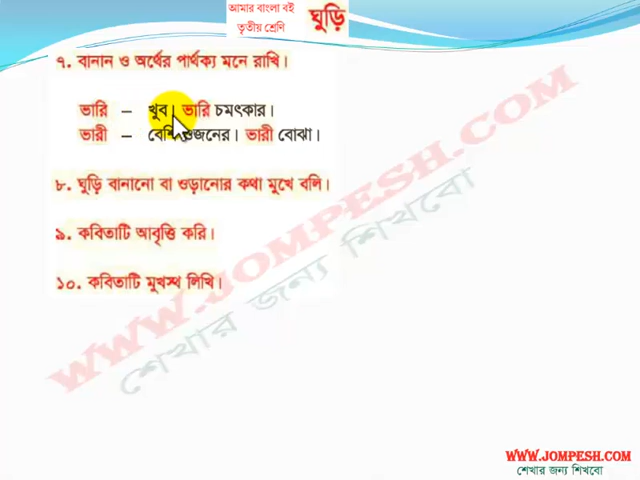 আমার বাংলা বই
তৃতীয় শ্রেণি
ঘুড়ি
৭. বানান ও অর্থের পার্থক্য মনে রাখি।
ভারি – খুব। ভারি চমৎকার।
ভারী – বেশি ওজনের। ভারী বোঝা।
৮. ঘুড়ি বানানো বা ওড়ানোর কথা মুখে বলি।
৯. কবিতাটি আবৃত্তি করি।
১০. কবিতাটি মুখস্থ লিখি।
WWW.JOMPESH.COM
শেখার জন্য শিখবো
WWW.JOMPESH.COM
শেখার জন্য শিখবো